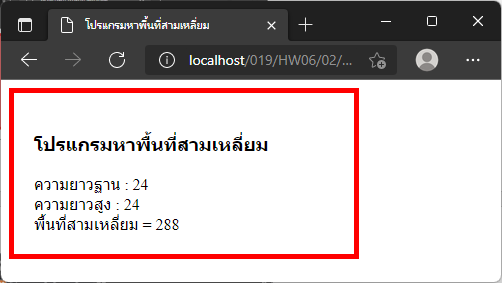 โปรแกรมหาพื้นที่สามเหลี่ยม
localhost/019/HW06/02/...
โปรแกรมหาพื้นที่สามเหลี่ยม
ความยาวฐาน : 24
ความยาวสูง : 24
พื้นที่สามเหลี่ยม = 288